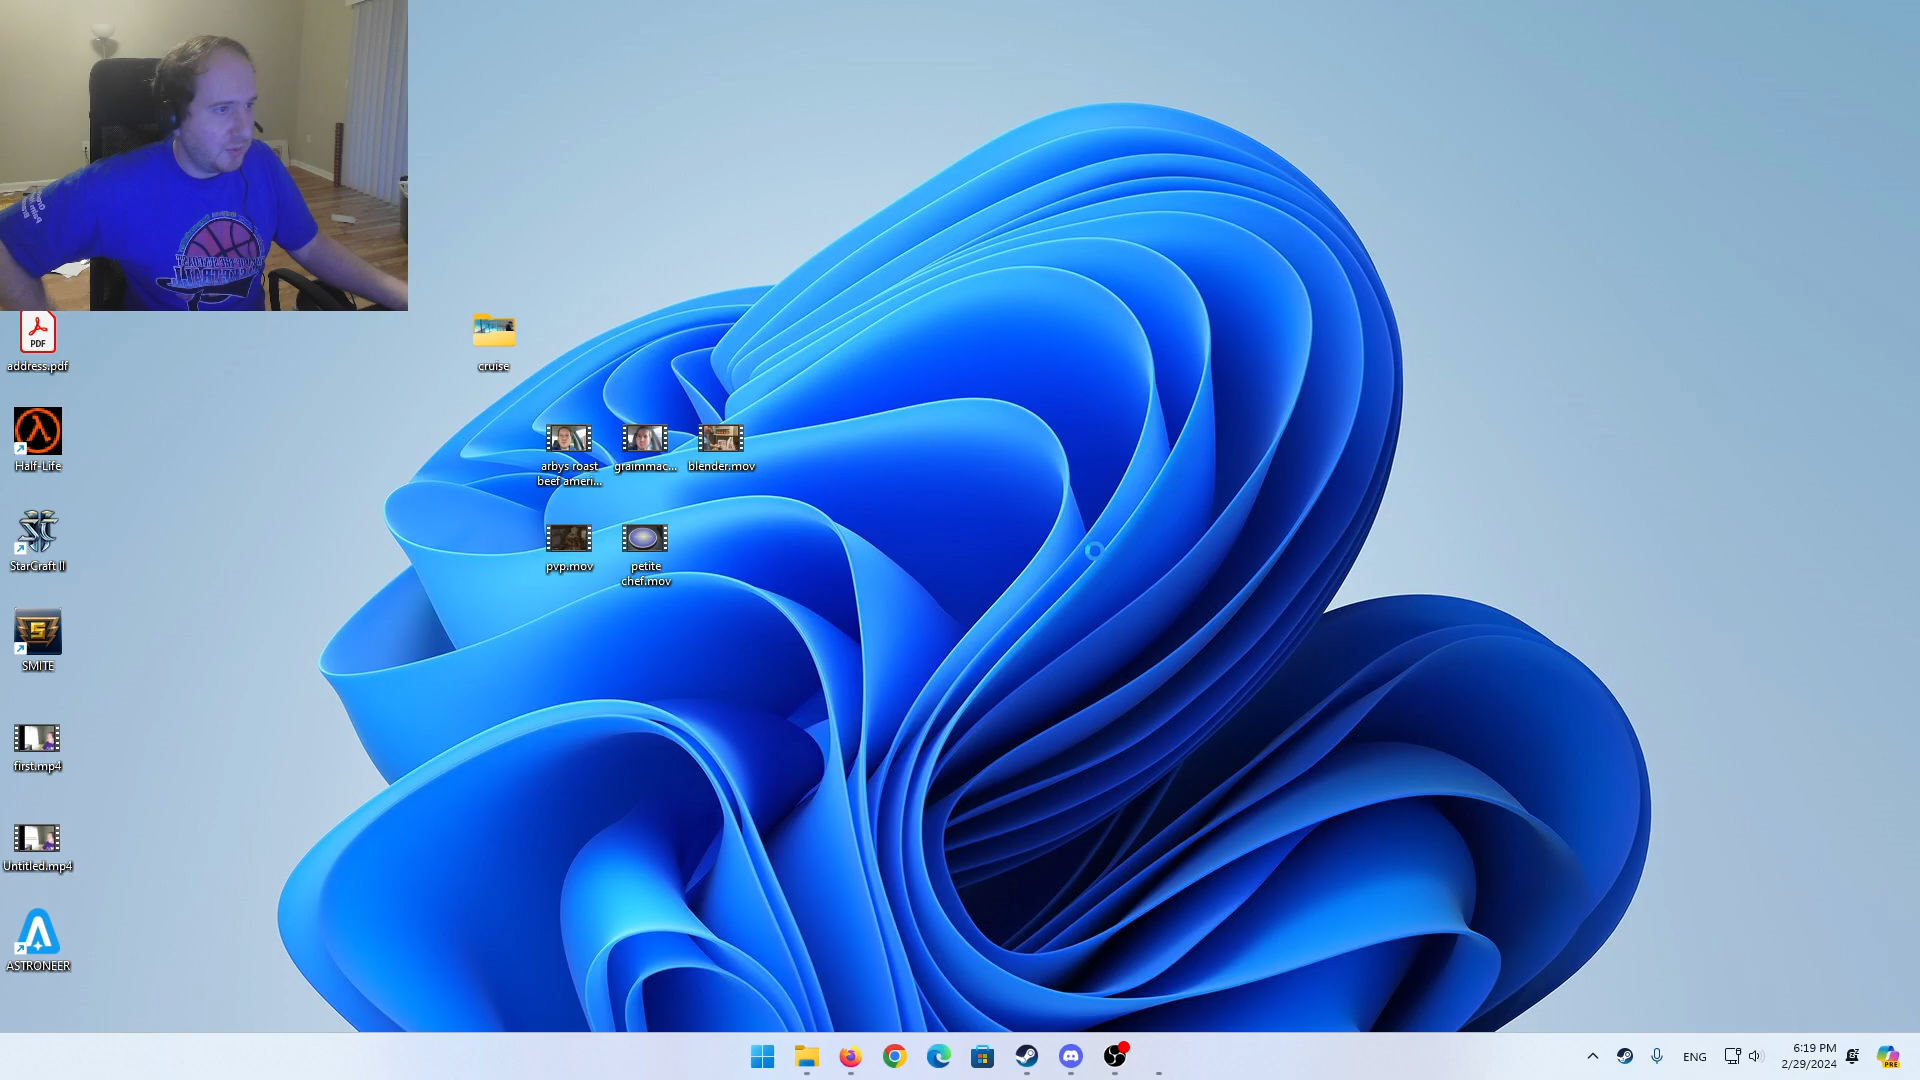 PDF
address.pdf
cruise
Half-Life
arbys roast
beef ameri...
graimmac...
blender.mov
StarCraft II
pvp.mov
petite
chef.mov
SMITE
first.mp4
Untitled.mp4
ASTRONEER
ENG
6:19 PM
2/29/2024
PRE